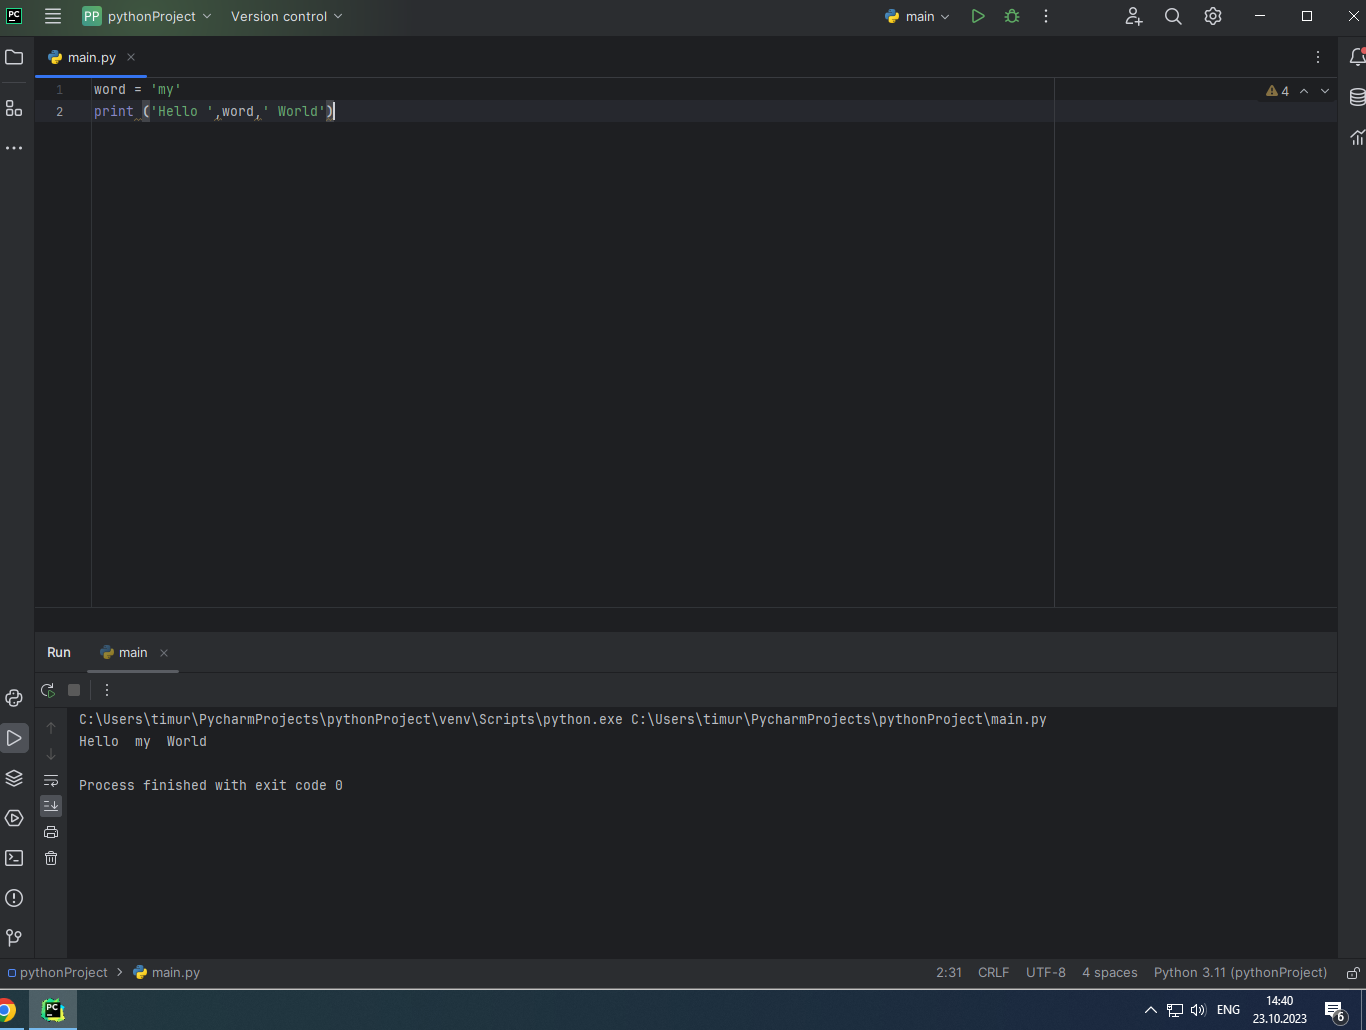 PC PP pythonProject Version control main
main.py
4
1 word = 'my'
2 print ('Hello ',word,' World')
Run main
C:\Users\timur\PycharmProjects\pythonProject\venv\Scripts\python.exe C:\Users\timur\PycharmProjects\pythonProject\main.py
Hello  my  World
Process finished with exit code 0
pythonProject > main.py 2:31 CRLF UTF-8 4 spaces Python 3.11 (pythonProject)
PC ENG 14:40
23.10.2023 6